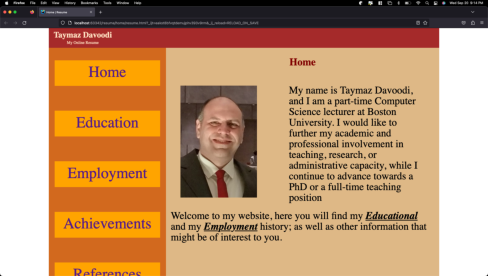 Firefox File Edit View History Bookmarks Tools Window Help
Wed Sep 20 8:14 PM
Home | Resume
Taymaz Davoodi
My Online Resume
Home
Education
Employment
Achievements
References
Home
My name is Taymaz Davoodi,
and I am a part-time Computer
Science lecturer at Boston
University. I would like to
further my academic and
professional involvement in
teaching, research, or
administrative capacity, while I
continue to advance towards a
PhD or a full-time teaching
position
Welcome to my website, here you will find my Educational
and my Employment history; as well as other information that
might be of interest to you.